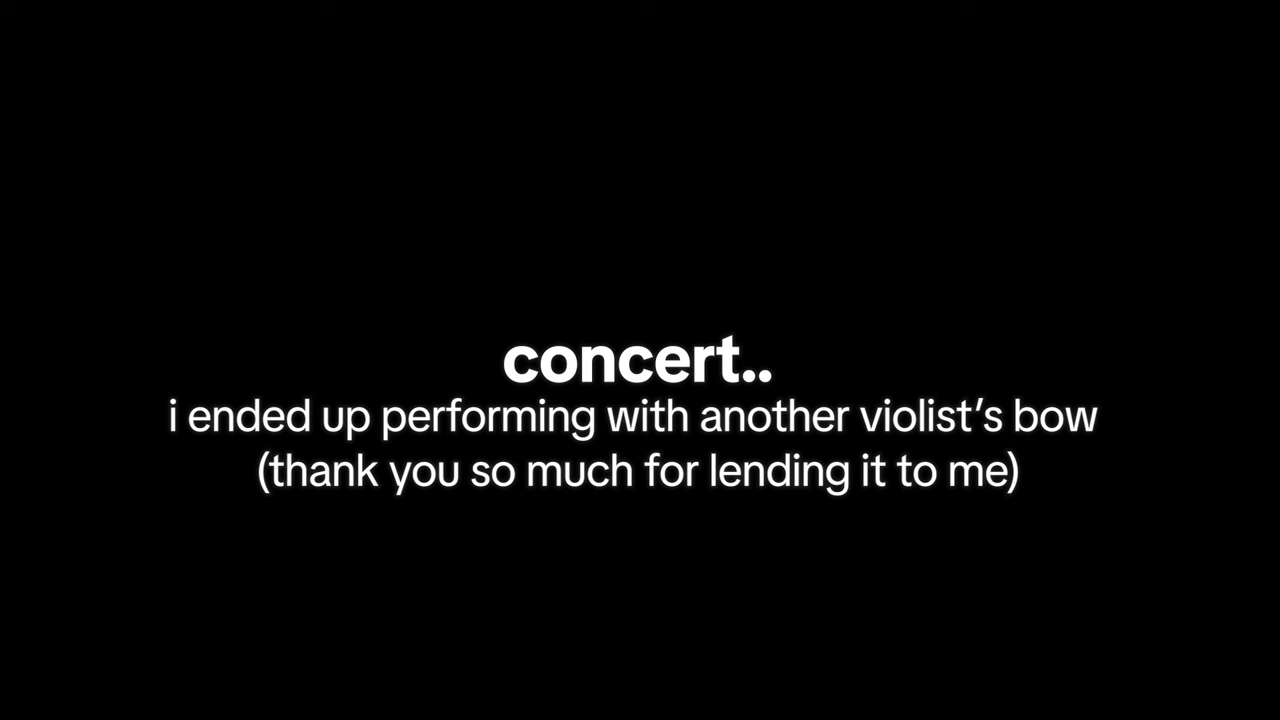 concert..
i ended up performing with another violist’s bow
(thank you so much for lending it to me)